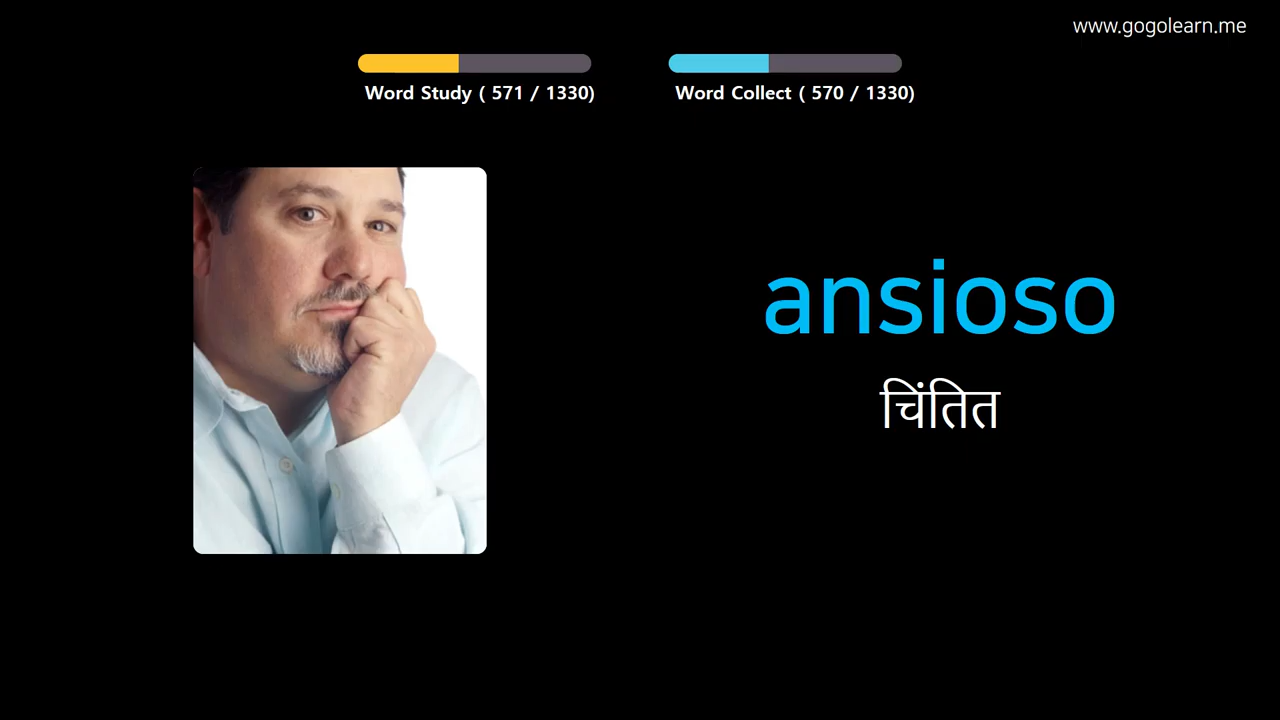 www.gogolearn.me
Word Study ( 571 / 1330)
Word Collect ( 570 / 1330)
ansioso
चिंतित